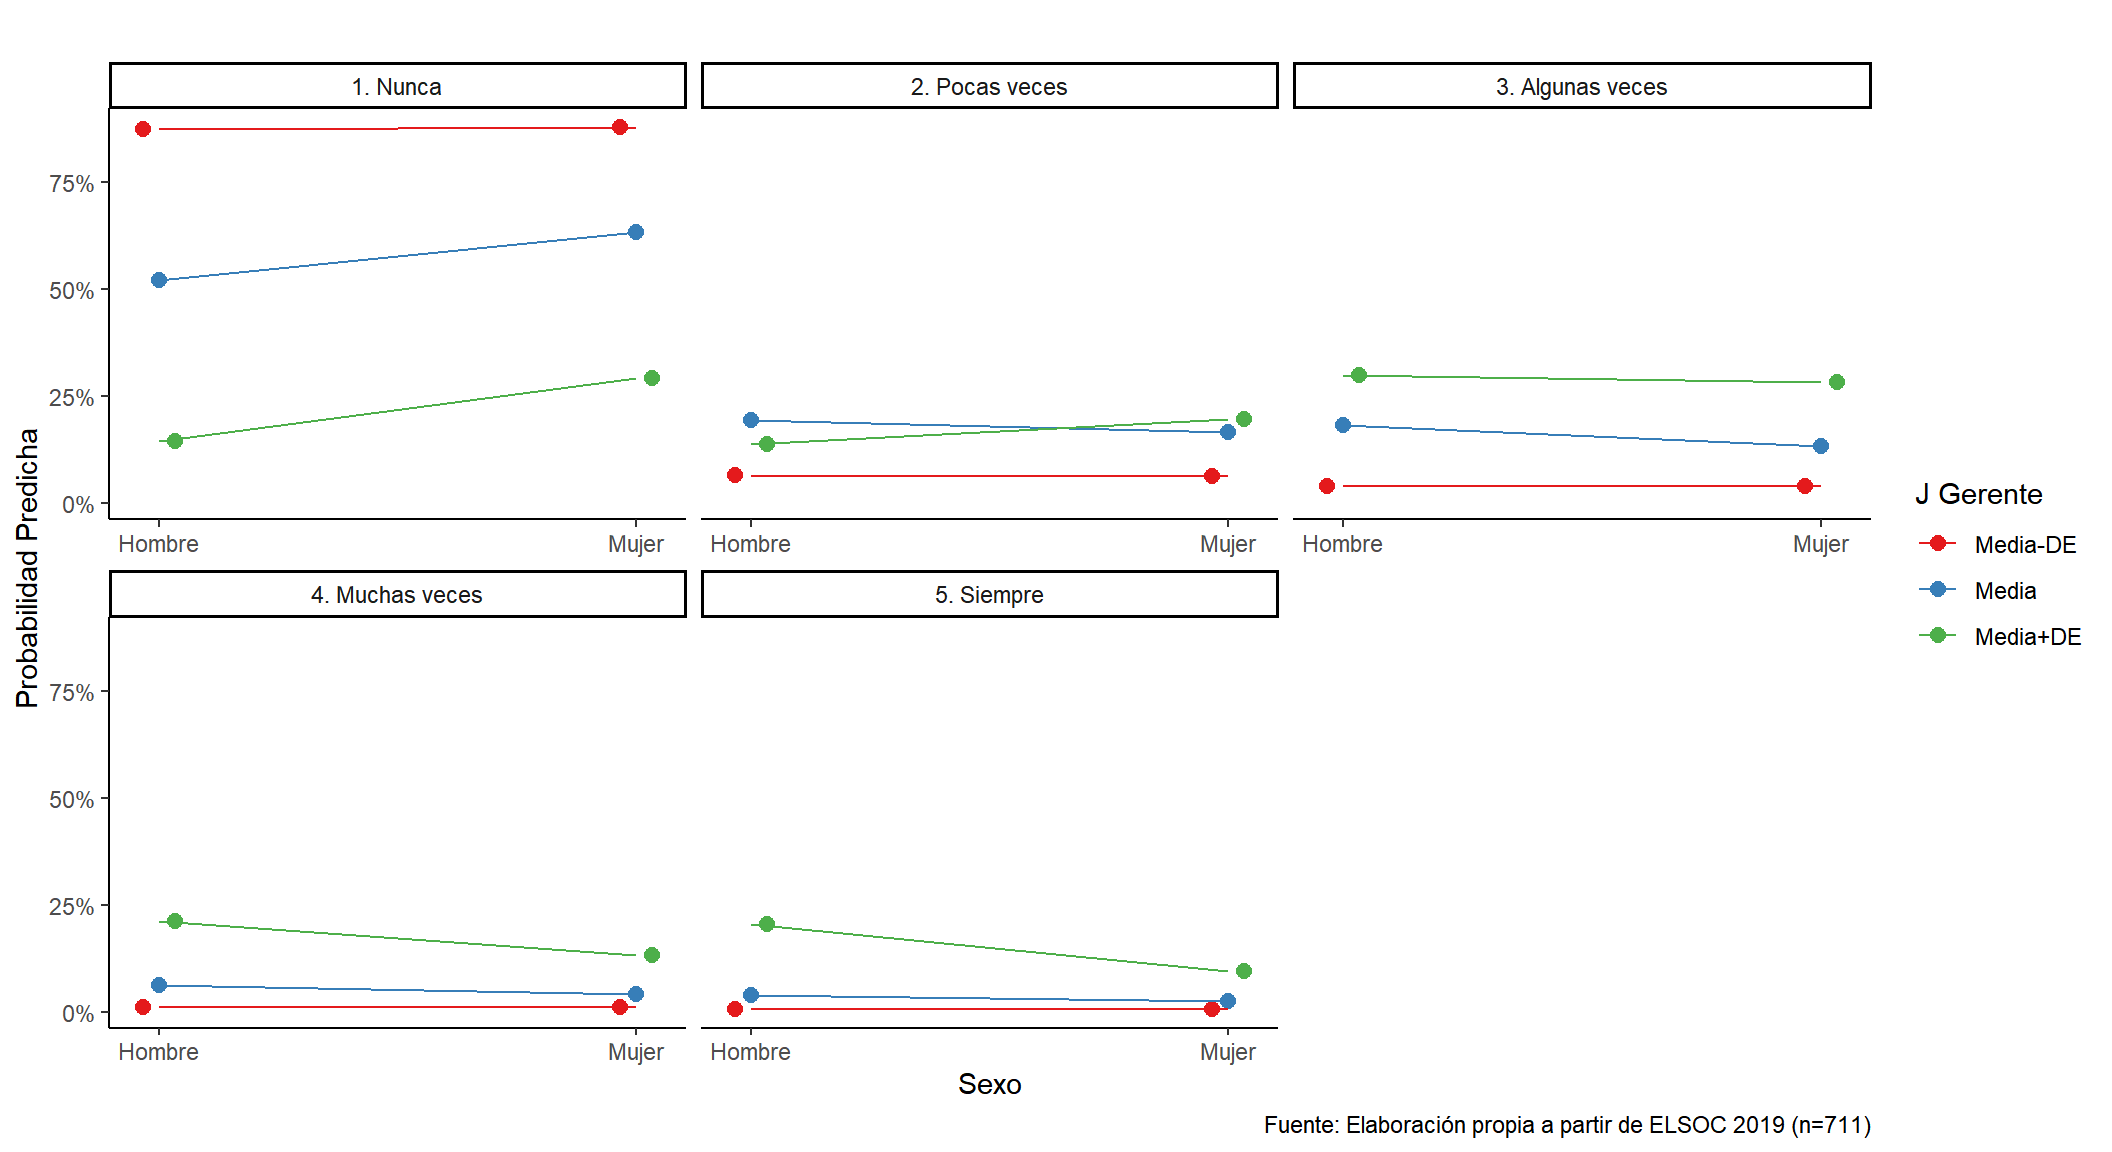 1. Nunca
2. Pocas veces
3. Algunas veces
75%
50%
25%
0%
Hombre
Mujer
Hombre
Mujer
Hombre
Mujer
4. Muchas veces
5. Siempre
75%
50%
25%
0%
Hombre
Mujer
Hombre
Mujer
Probabilidad Predicha
Sexo
J Gerente
Media-DE
Media
Media+DE
Fuente: Elaboración propia a partir de ELSOC 2019 (n=711)